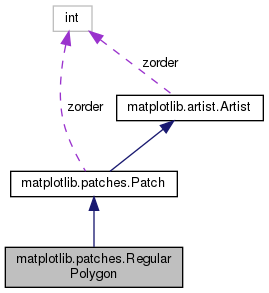 int
zorder
zorder
matplotlib.artist.Artist
matplotlib.patches.Patch
matplotlib.patches.Regular
Polygon